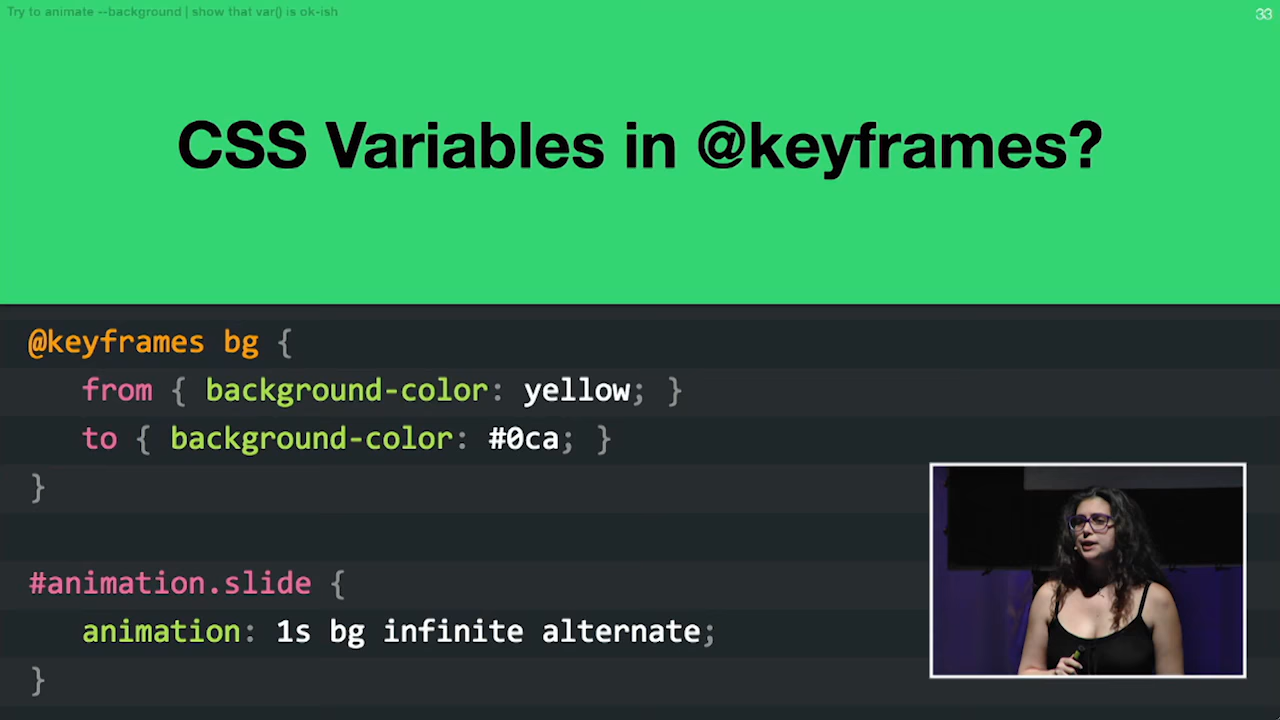 Try to animate --background | show that var() is ok-ish
33
CSS Variables in @keyframes?
@keyframes bg {
from { background-color: yellow; }
to { background-color: #0ca; }
}
#animation.slide {
animation: 1s bg infinite alternate;
}